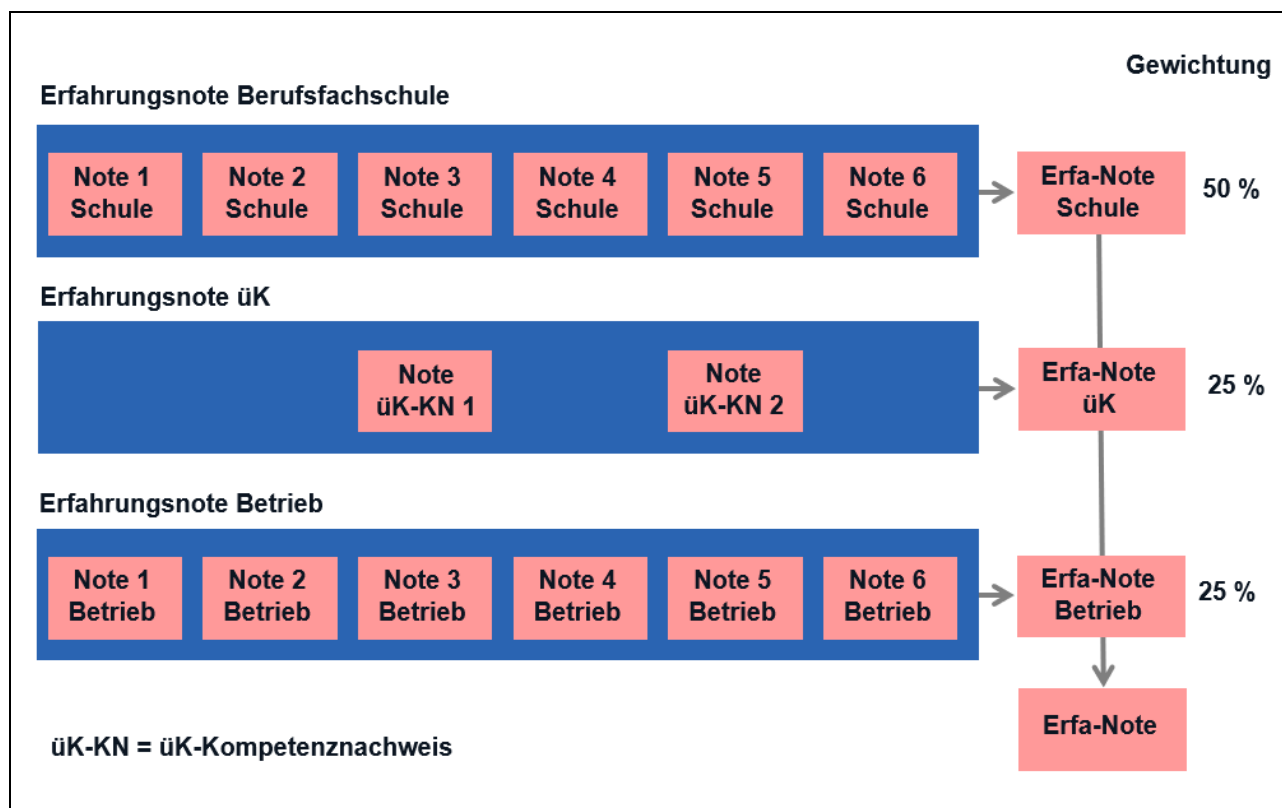 Gewichtung
Erfahrungsnote Berufsfachschule
Note 1
Schule
Note 2
Schule
Note 3
Schule
Note 4
Schule
Note 5
Schule
Note 6
Schule
Erfa-Note
Schule
50 %
Erfahrungsnote üK
Note
üK-KN 1
Note
üK-KN 2
Erfa-Note
üK
25 %
Erfahrungsnote Betrieb
Note 1
Betrieb
Note 2
Betrieb
Note 3
Betrieb
Note 4
Betrieb
Note 5
Betrieb
Note 6
Betrieb
Erfa-Note
Betrieb
25 %
Erfa-Note
üK-KN = üK-Kompetenznachweis